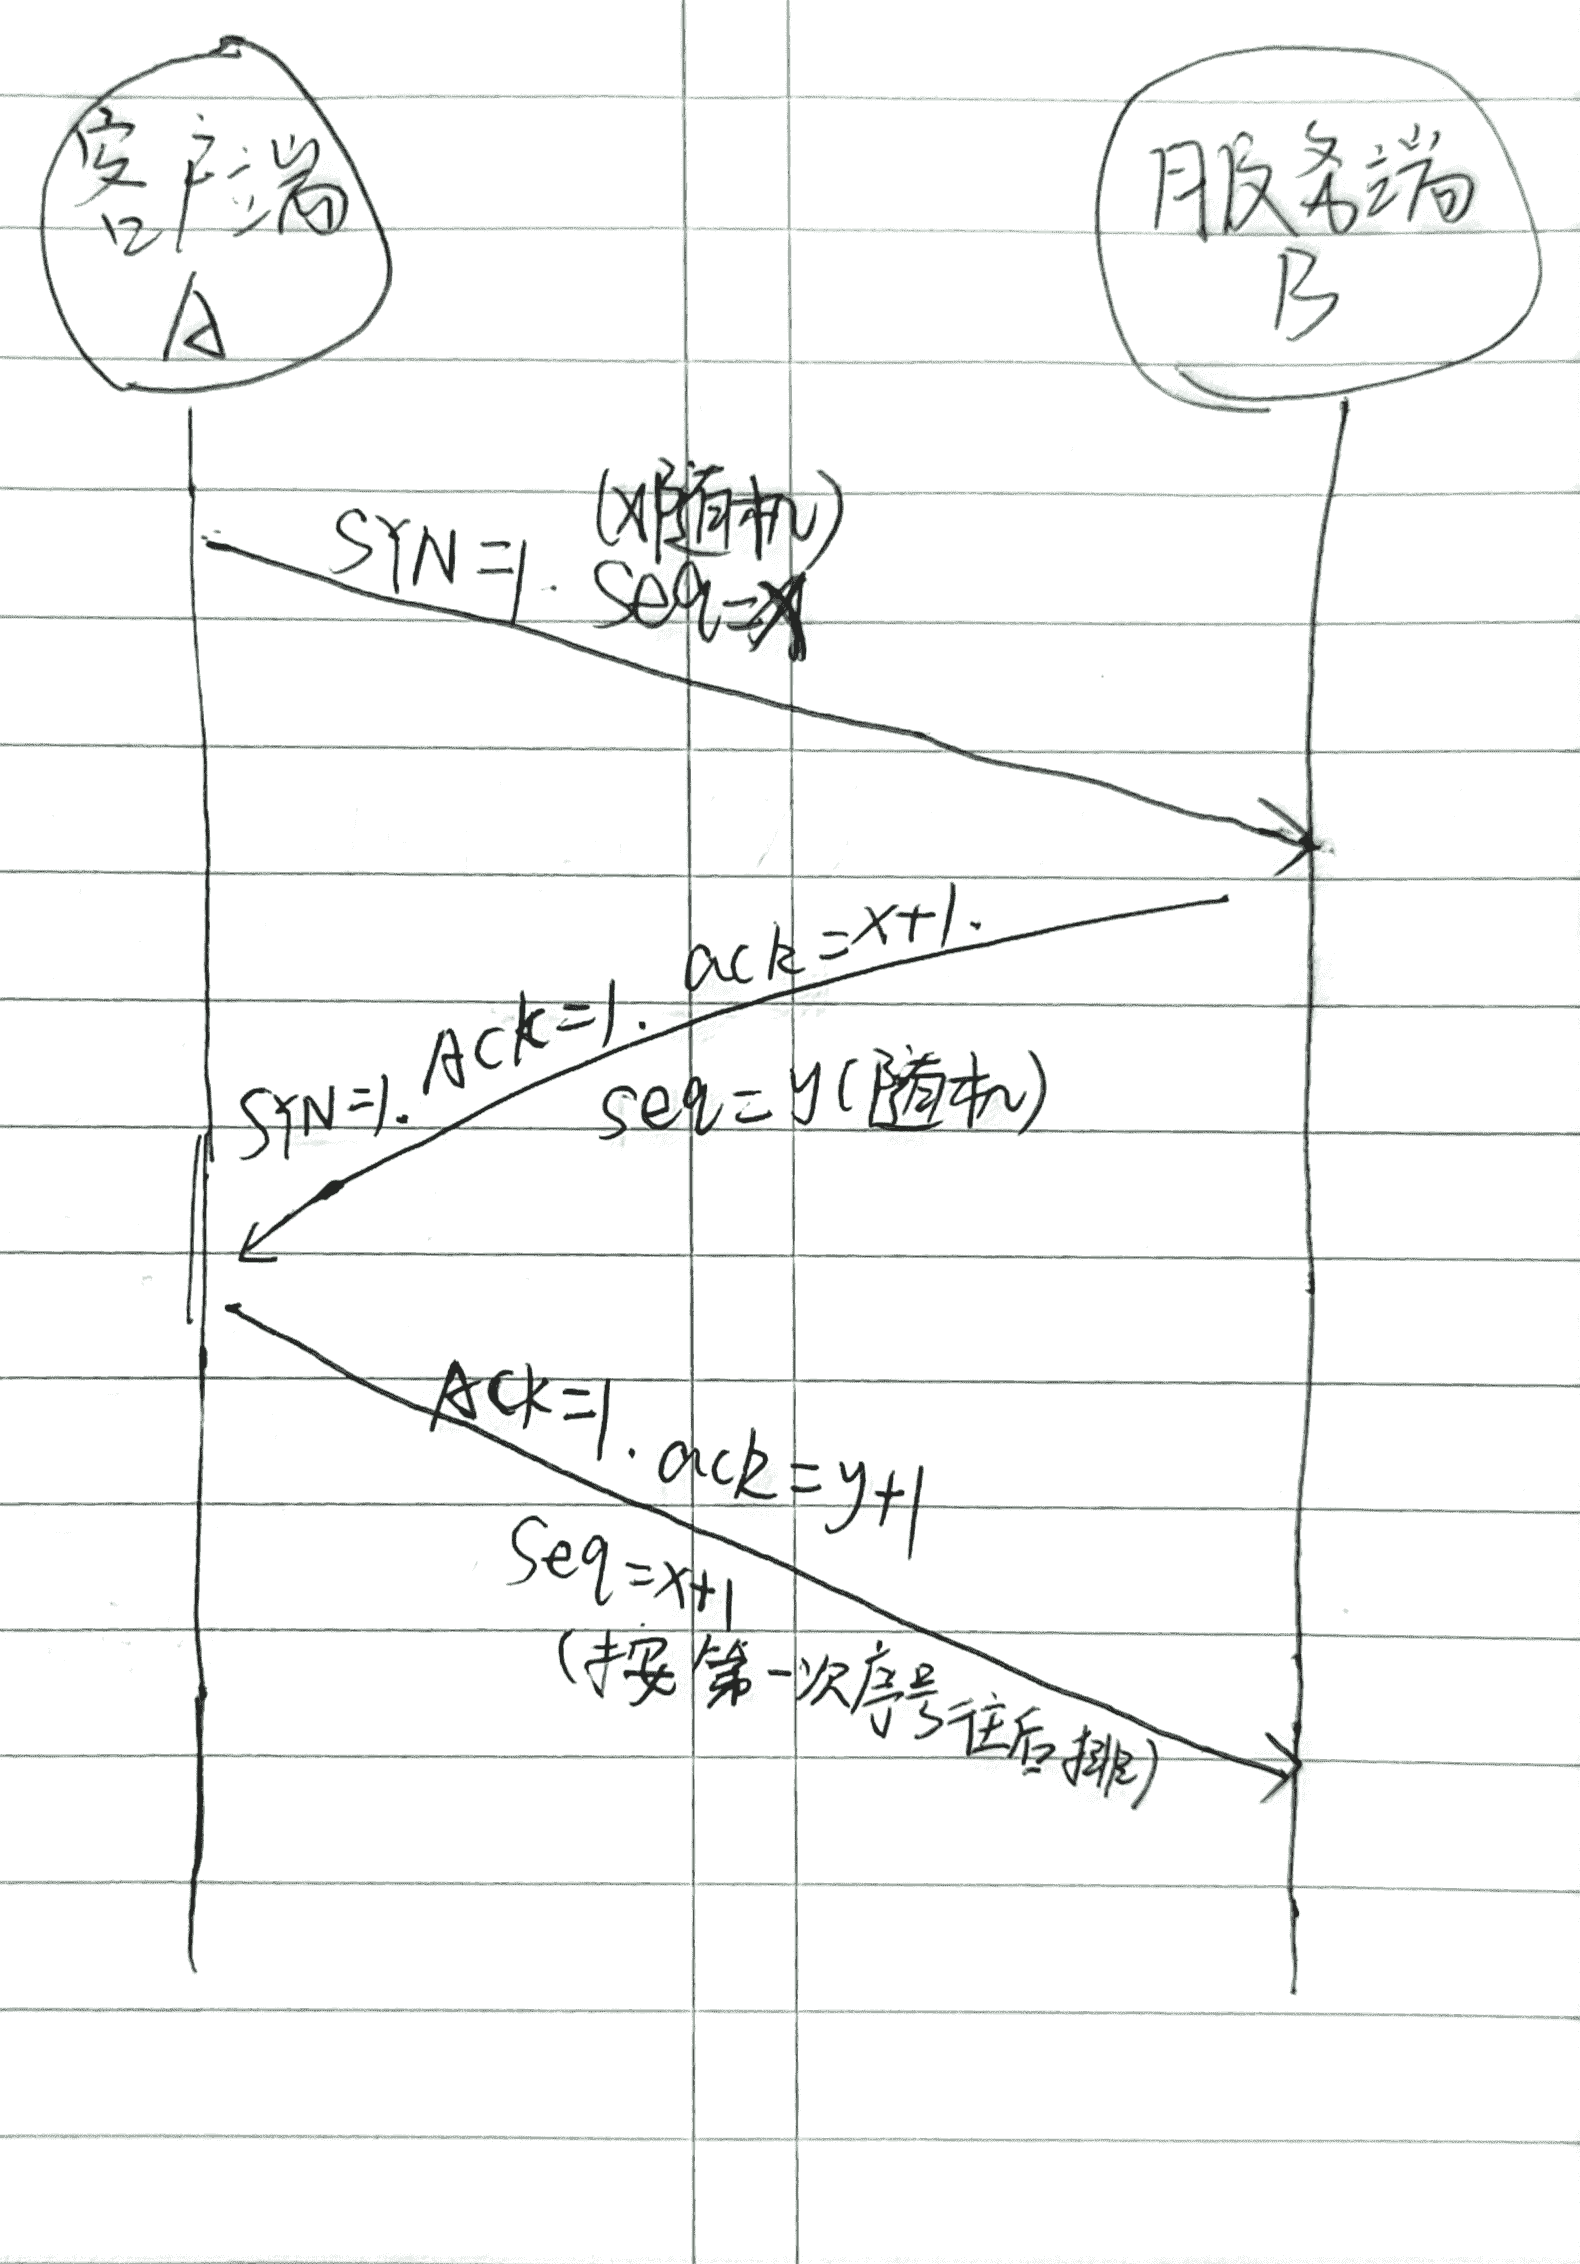 客户端
A
服务端
B
(x随机)
SYN=1. seq=x
ack=x+1.
ACK=1.
SYN=1.
seq=y(随机)
ACK=1. ack=y+1
Seq=x+1
(按第一次序号往后排)